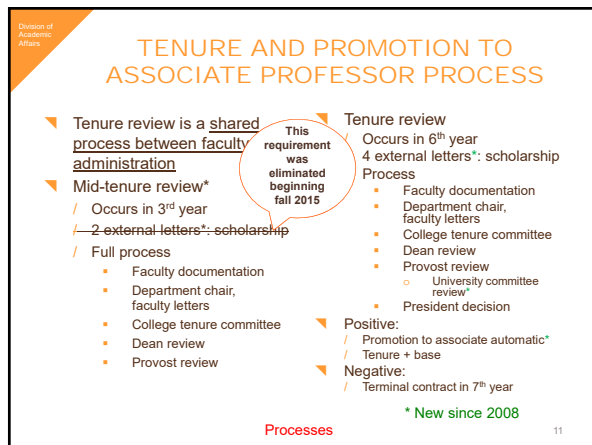 Division of
Academic
Affairs
TENURE AND PROMOTION TO
ASSOCIATE PROFESSOR PROCESS
Tenure review is a shared
process between faculty
administration
Mid-tenure review*
/ Occurs in 3rd year
/ 2 external letters*: scholarship
/ Full process
▪ Faculty documentation
▪ Department chair,
faculty letters
▪ College tenure committee
▪ Dean review
▪ Provost review
This
requirement
was
eliminated
beginning
fall 2015
Tenure review
/ Occurs in 6th year
4 external letters*: scholarship
Process
▪ Faculty documentation
▪ Department chair,
faculty letters
▪ College tenure committee
▪ Dean review
▪ Provost review
o University committee
review*
▪ President decision
Positive:
/ Promotion to associate automatic*
/ Tenure + base
Negative:
/ Terminal contract in 7th year
* New since 2008
Processes
11